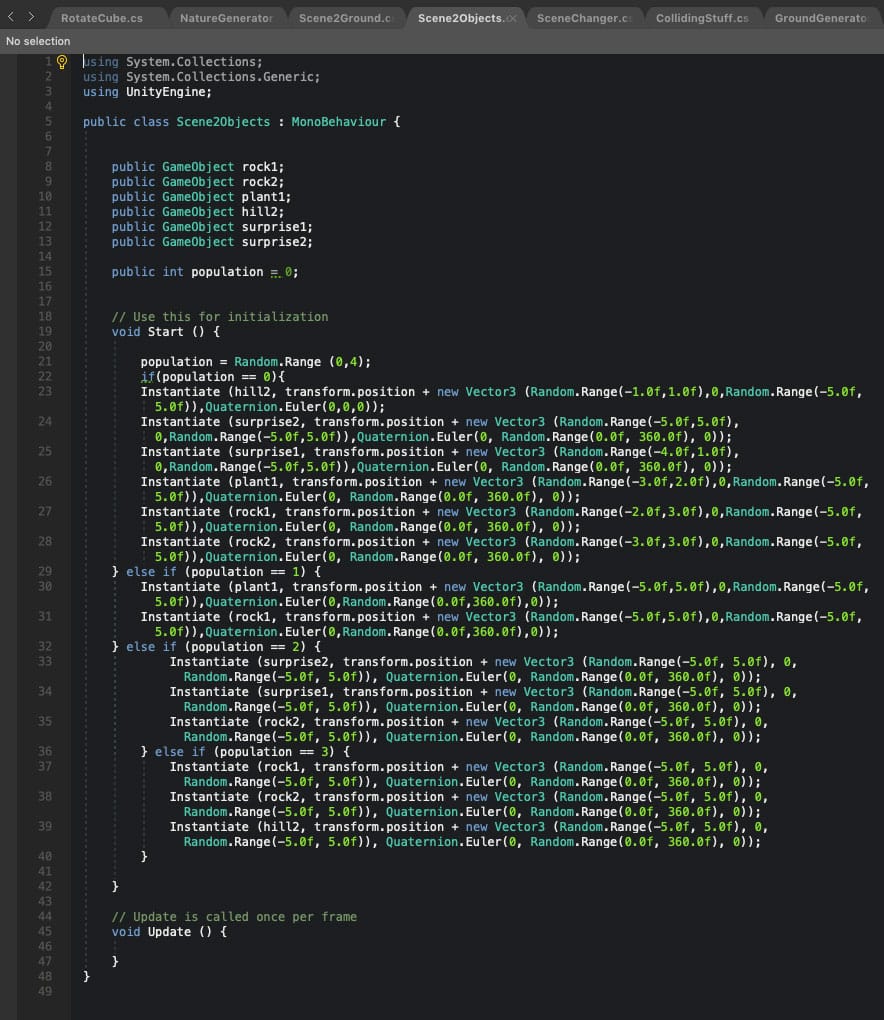 RotateCube.cs NatureGenerator Scene2Ground.c Scene2Objects. SceneChanger.c CollidingStuff.cs GroundGenerato
No selection
1 using System.Collections;
2 using System.Collections.Generic;
3 using UnityEngine;
4
5 public class Scene2Objects : MonoBehaviour {
6
7
8 public GameObject rock1;
9 public GameObject rock2;
10 public GameObject plant1;
11 public GameObject hill2;
12 public GameObject surprise1;
13 public GameObject surprise2;
14
15 public int population = 0;
16
17
18 // Use this for initialization
19 void Start () {
20
21 population = Random.Range (0,4);
22 if(population == 0){
23 Instantiate (hill2, transform.position + new Vector3 (Random.Range(-1.0f,1.0f),0,Random.Range(-5.0f,
5.0f)),Quaternion.Euler(0,0,0));
24 Instantiate (surprise2, transform.position + new Vector3 (Random.Range(-5.0f,5.0f),
0,Random.Range(-5.0f,5.0f)),Quaternion.Euler(0, Random.Range(0.0f, 360.0f), 0));
25 Instantiate (surprise1, transform.position + new Vector3 (Random.Range(-4.0f,1.0f),
0,Random.Range(-5.0f,5.0f)),Quaternion.Euler(0, Random.Range(0.0f, 360.0f), 0));
26 Instantiate (plant1, transform.position + new Vector3 (Random.Range(-3.0f,2.0f),0,Random.Range(-5.0f,
5.0f)),Quaternion.Euler(0, Random.Range(0.0f, 360.0f), 0));
27 Instantiate (rock1, transform.position + new Vector3 (Random.Range(-2.0f,3.0f),0,Random.Range(-5.0f,
5.0f)),Quaternion.Euler(0, Random.Range(0.0f, 360.0f), 0));
28 Instantiate (rock2, transform.position + new Vector3 (Random.Range(-3.0f,3.0f),0,Random.Range(-5.0f,
5.0f)),Quaternion.Euler(0, Random.Range(0.0f, 360.0f), 0));
29 } else if (population == 1) {
30 Instantiate (plant1, transform.position + new Vector3 (Random.Range(-5.0f,5.0f),0,Random.Range(-5.0f,
5.0f)),Quaternion.Euler(0,Random.Range(0.0f,360.0f),0));
31 Instantiate (rock1, transform.position + new Vector3 (Random.Range(-5.0f,5.0f),0,Random.Range(-5.0f,
5.0f)),Quaternion.Euler(0,Random.Range(0.0f,360.0f),0));
32 } else if (population == 2) {
33 Instantiate (surprise2, transform.position + new Vector3 (Random.Range(-5.0f, 5.0f), 0,
Random.Range(-5.0f, 5.0f)), Quaternion.Euler(0, Random.Range(0.0f, 360.0f), 0));
34 Instantiate (surprise1, transform.position + new Vector3 (Random.Range(-5.0f, 5.0f), 0,
Random.Range(-5.0f, 5.0f)), Quaternion.Euler(0, Random.Range(0.0f, 360.0f), 0));
35 Instantiate (rock2, transform.position + new Vector3 (Random.Range(-5.0f, 5.0f), 0,
Random.Range(-5.0f, 5.0f)), Quaternion.Euler(0, Random.Range(0.0f, 360.0f), 0));
36 } else if (population == 3) {
37 Instantiate (rock1, transform.position + new Vector3 (Random.Range(-5.0f, 5.0f), 0,
Random.Range(-5.0f, 5.0f)), Quaternion.Euler(0, Random.Range(0.0f, 360.0f), 0));
38 Instantiate (rock2, transform.position + new Vector3 (Random.Range(-5.0f, 5.0f), 0,
Random.Range(-5.0f, 5.0f)), Quaternion.Euler(0, Random.Range(0.0f, 360.0f), 0));
39 Instantiate (hill2, transform.position + new Vector3 (Random.Range(-5.0f, 5.0f), 0,
Random.Range(-5.0f, 5.0f)), Quaternion.Euler(0, Random.Range(0.0f, 360.0f), 0));
40 }
41
42 }
43
44 // Update is called once per frame
45 void Update () {
46
47 }
48 }
49